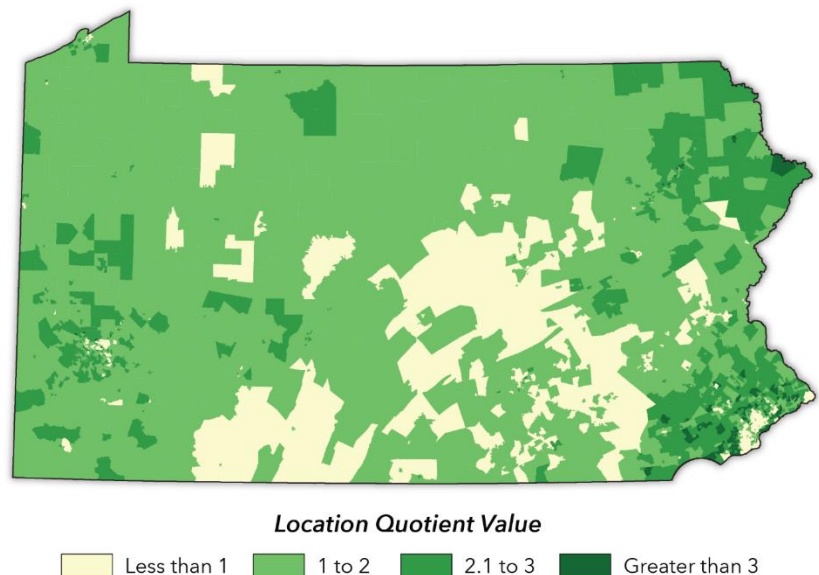 Location Quotient Value
Less than 1 1 to 2 2.1 to 3 Greater than 3